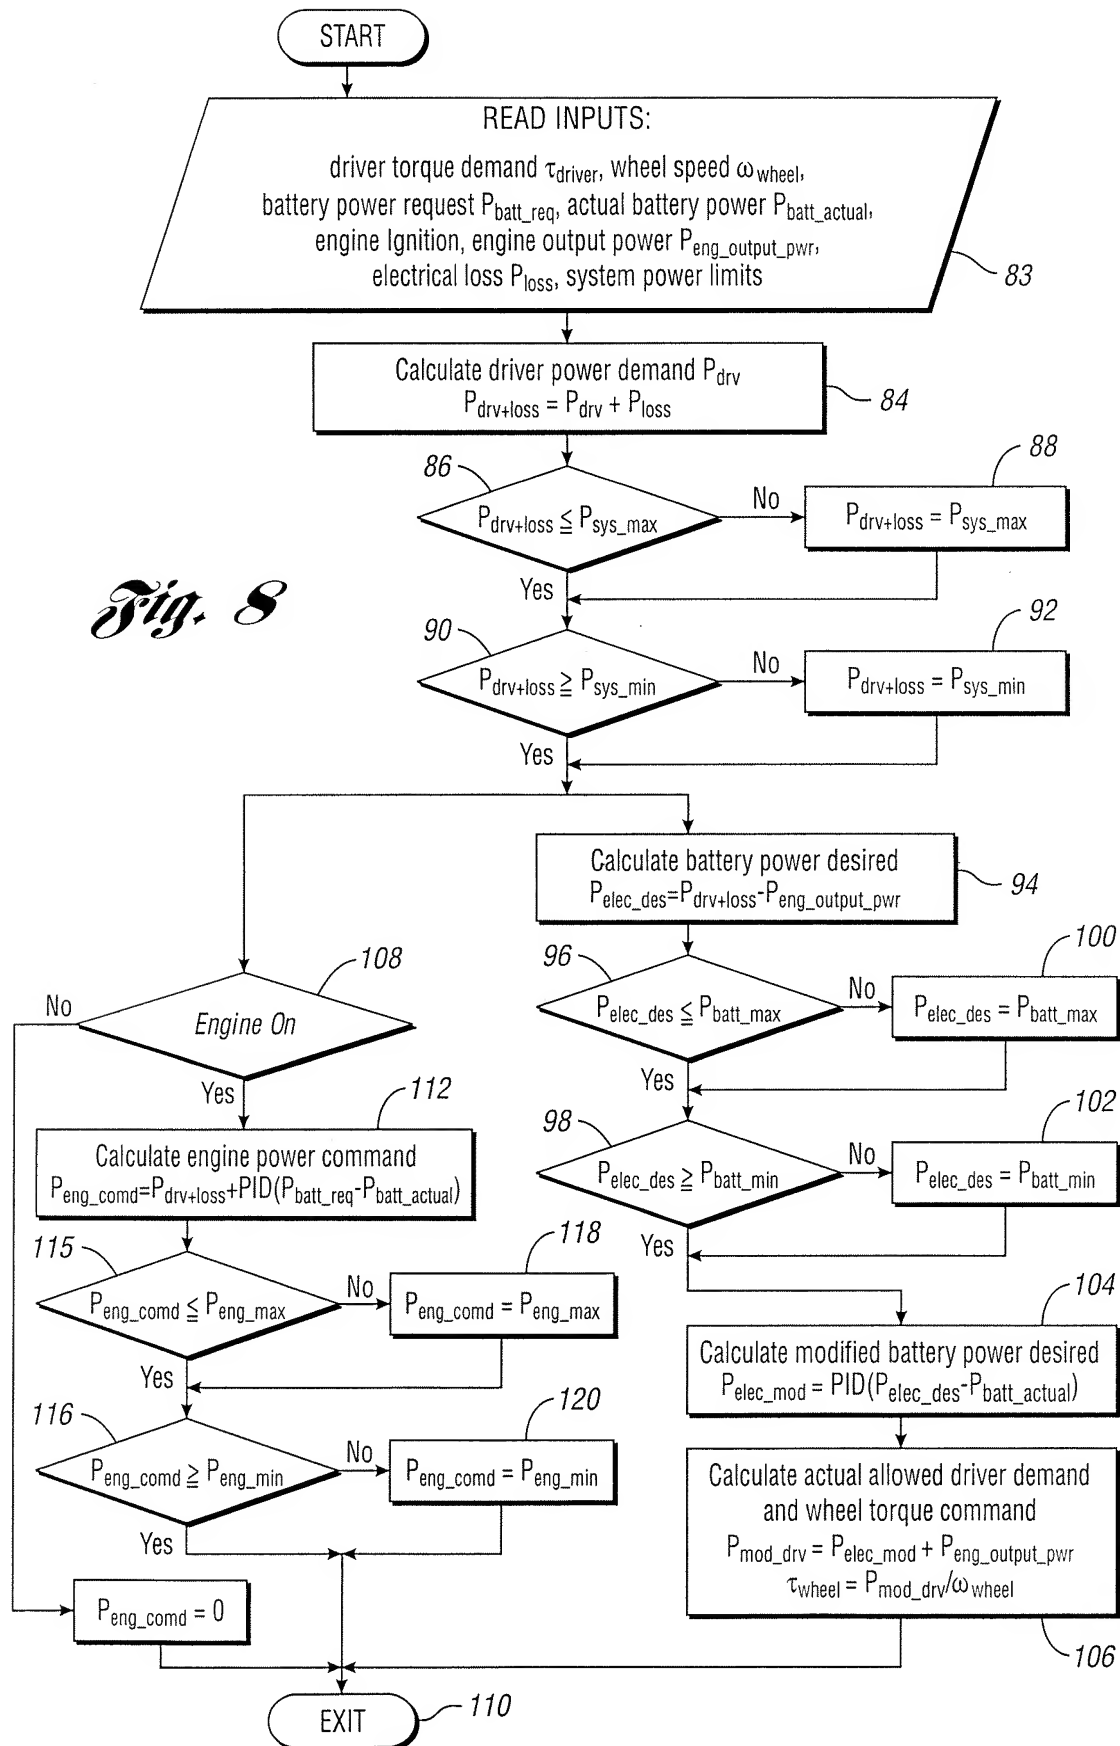 START
READ INPUTS:
driver torque demand τdriver, wheel speed ωwheel,
battery power request Pbatt_req, actual battery power Pbatt_actual,
engine Ignition, engine output power Peng_output_pwr,
electrical loss Ploss, system power limits
83
Calculate driver power demand Pdrv
Pdrv+loss = Pdrv + Ploss
84
86
Pdrv+loss ≦ Psys_max
No
88
Pdrv+loss = Psys_max
Yes
Fig. 8
90
Pdrv+loss ≧ Psys_min
No
92
Pdrv+loss = Psys_min
Yes
Calculate battery power desired
Pelec_des=Pdrv+loss-Peng_output_pwr
94
96
Pelec_des ≦ Pbatt_max
No
100
Pelec_des = Pbatt_max
Yes
98
Pelec_des ≧ Pbatt_min
No
102
Pelec_des = Pbatt_min
Yes
104
Calculate modified battery power desired
Pelec_mod = PID(Pelec_des-Pbatt_actual)
Calculate actual allowed driver demand
and wheel torque command
Pmod_drv = Pelec_mod + Peng_output_pwr
τwheel = Pmod_drv/ωwheel
106
108
No
Engine On
Yes
112
Calculate engine power command
Peng_comd=Pdrv+loss+PID(Pbatt_req-Pbatt_actual)
115
Peng_comd ≦ Peng_max
No
118
Peng_comd = Peng_max
Yes
116
Peng_comd ≧ Peng_min
No
120
Peng_comd = Peng_min
Yes
Peng_comd = 0
EXIT
110